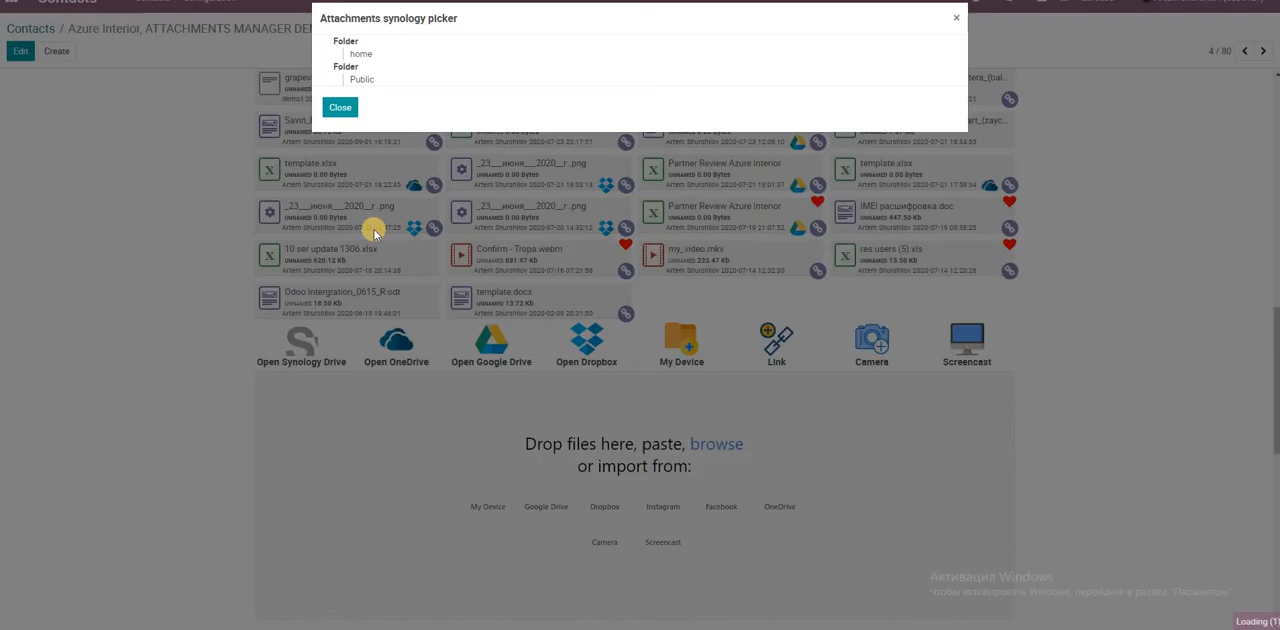 Contacts
Attachments synology picker
×
Contacts / Azure Interior, ATTACHMENTS MANAGER DE
Edit
Create
4 / 80
Folder
home
Folder
Public
Close
template.xlsx
UNNAMED 0.00 Bytes
Artem Shurshilov 2020-07-21 18:22:45
_23__июня___2020__г..png
UNNAMED 0.00 Bytes
Artem Shurshilov 2020-07-21 18:03:13
Partner Review Azure Interior
UNNAMED 0.00 Bytes
Artem Shurshilov 2020-07-21 18:01:37
template.xlsx
UNNAMED 0.00 Bytes
Artem Shurshilov 2020-07-21 17:59:34
_23__июня___2020__г..png
UNNAMED 0.00 Bytes
_23__июня___2020__г..png
UNNAMED 0.00 Bytes
Artem Shurshilov 2020-07-20 14:32:12
Partner Review Azure Interior
UNNAMED 0.00 Bytes
Artem Shurshilov 2020-07-19 21:07:52
IMEI расшифровка.doc
UNNAMED 447.50 Kb
Artem Shurshilov 2020-07-19 03:58:25
10 ser update 1306.xlsx
UNNAMED 620.12 Kb
Artem Shurshilov 2020-07-18 20:14:38
Confirm - Tropa.webm
UNNAMED 881.97 Kb
Artem Shurshilov 2020-07-16 07:21:58
my_video.mkv
UNNAMED 233.47 Kb
Artem Shurshilov 2020-07-14 12:32:30
res.users (5).xls
UNNAMED 13.50 Kb
Artem Shurshilov 2020-07-14 12:20:28
Odoo Intergration_0615_R.odt
UNNAMED 18.50 Kb
Artem Shurshilov 2020-06-15 19:46:01
template.docx
UNNAMED 13.72 Kb
Artem Shurshilov 2020-02-09 20:31:50
Open Synology Drive
Open OneDrive
Open Google Drive
Open Dropbox
My Device
Link
Camera
Screencast
Drop files here, paste, browse
or import from:
My Device
Google Drive
Dropbox
Instagram
Facebook
OneDrive
Camera
Screencast
Активация Windows
Чтобы активировать Windows, перейдите в раздел "Параметры".
Loading (1)